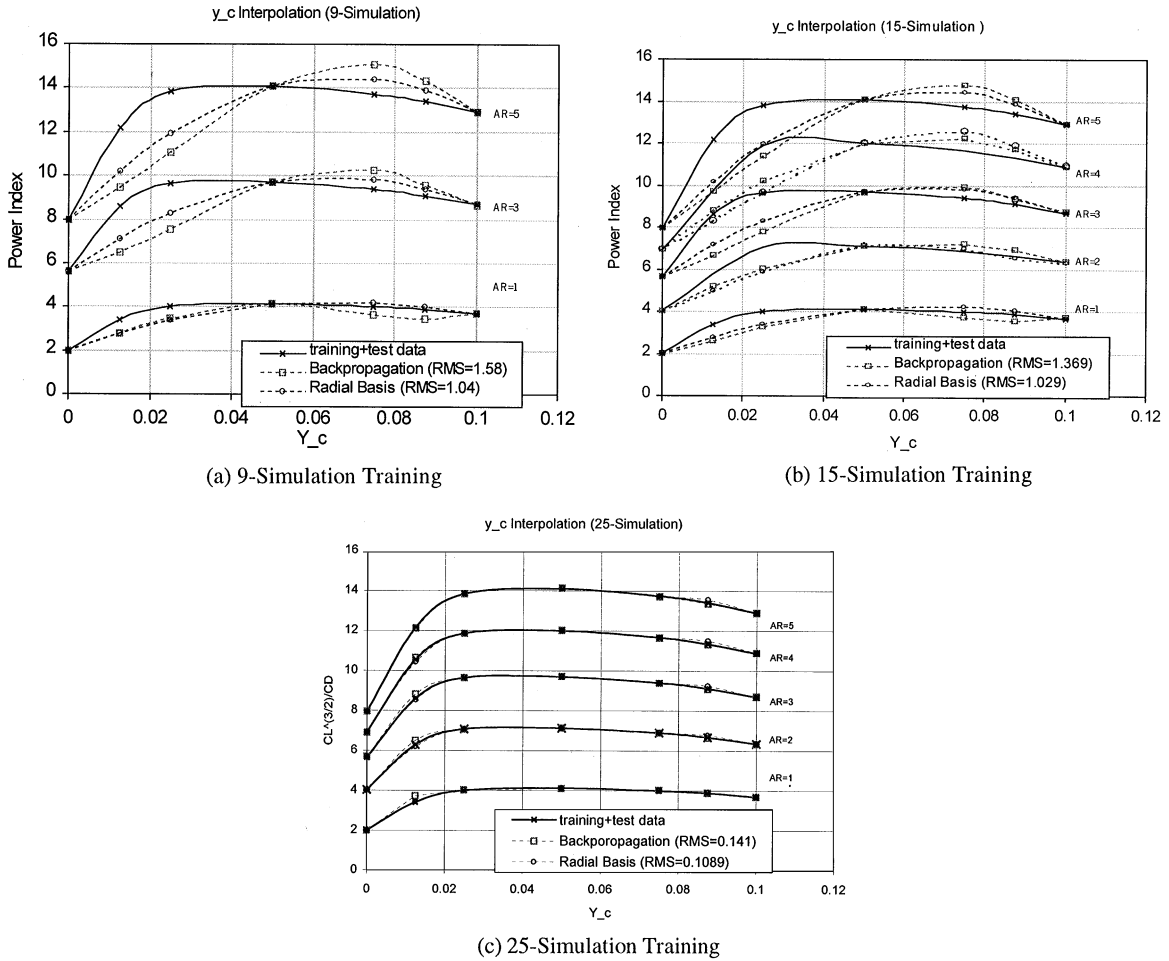 y_c Interpolation (9-Simulation)
16
14
12
10
8
6
4
2
0
Power Index
AR=5
AR=3
AR=1
training+test data
Backpropagation (RMS=1.58)
Radial Basis (RMS=1.04)
0
0.02
0.04
0.06
0.08
0.1
0.12
Y_c
(a) 9-Simulation Training
y_c Interpolation (15-Simulation )
16
14
12
10
8
6
4
2
0
Power Index
AR=5
AR=4
AR=3
AR=2
AR=1
training+test data
Backpropagation (RMS=1.369)
Radial Basis (RMS=1.029)
0
0.02
0.04
0.06
0.08
0.1
0.12
Y_c
(b) 15-Simulation Training
y_c Interpolation (25-Simulation)
16
14
12
10
8
6
4
2
0
CL^(3/2)/CD
AR=5
AR=4
AR=3
AR=2
AR=1
training+test data
Backporopagation (RMS=0.141)
Radial Basis (RMS=0.1089)
0
0.02
0.04
0.06
0.08
0.1
0.12
Y_c
(c) 25-Simulation Training